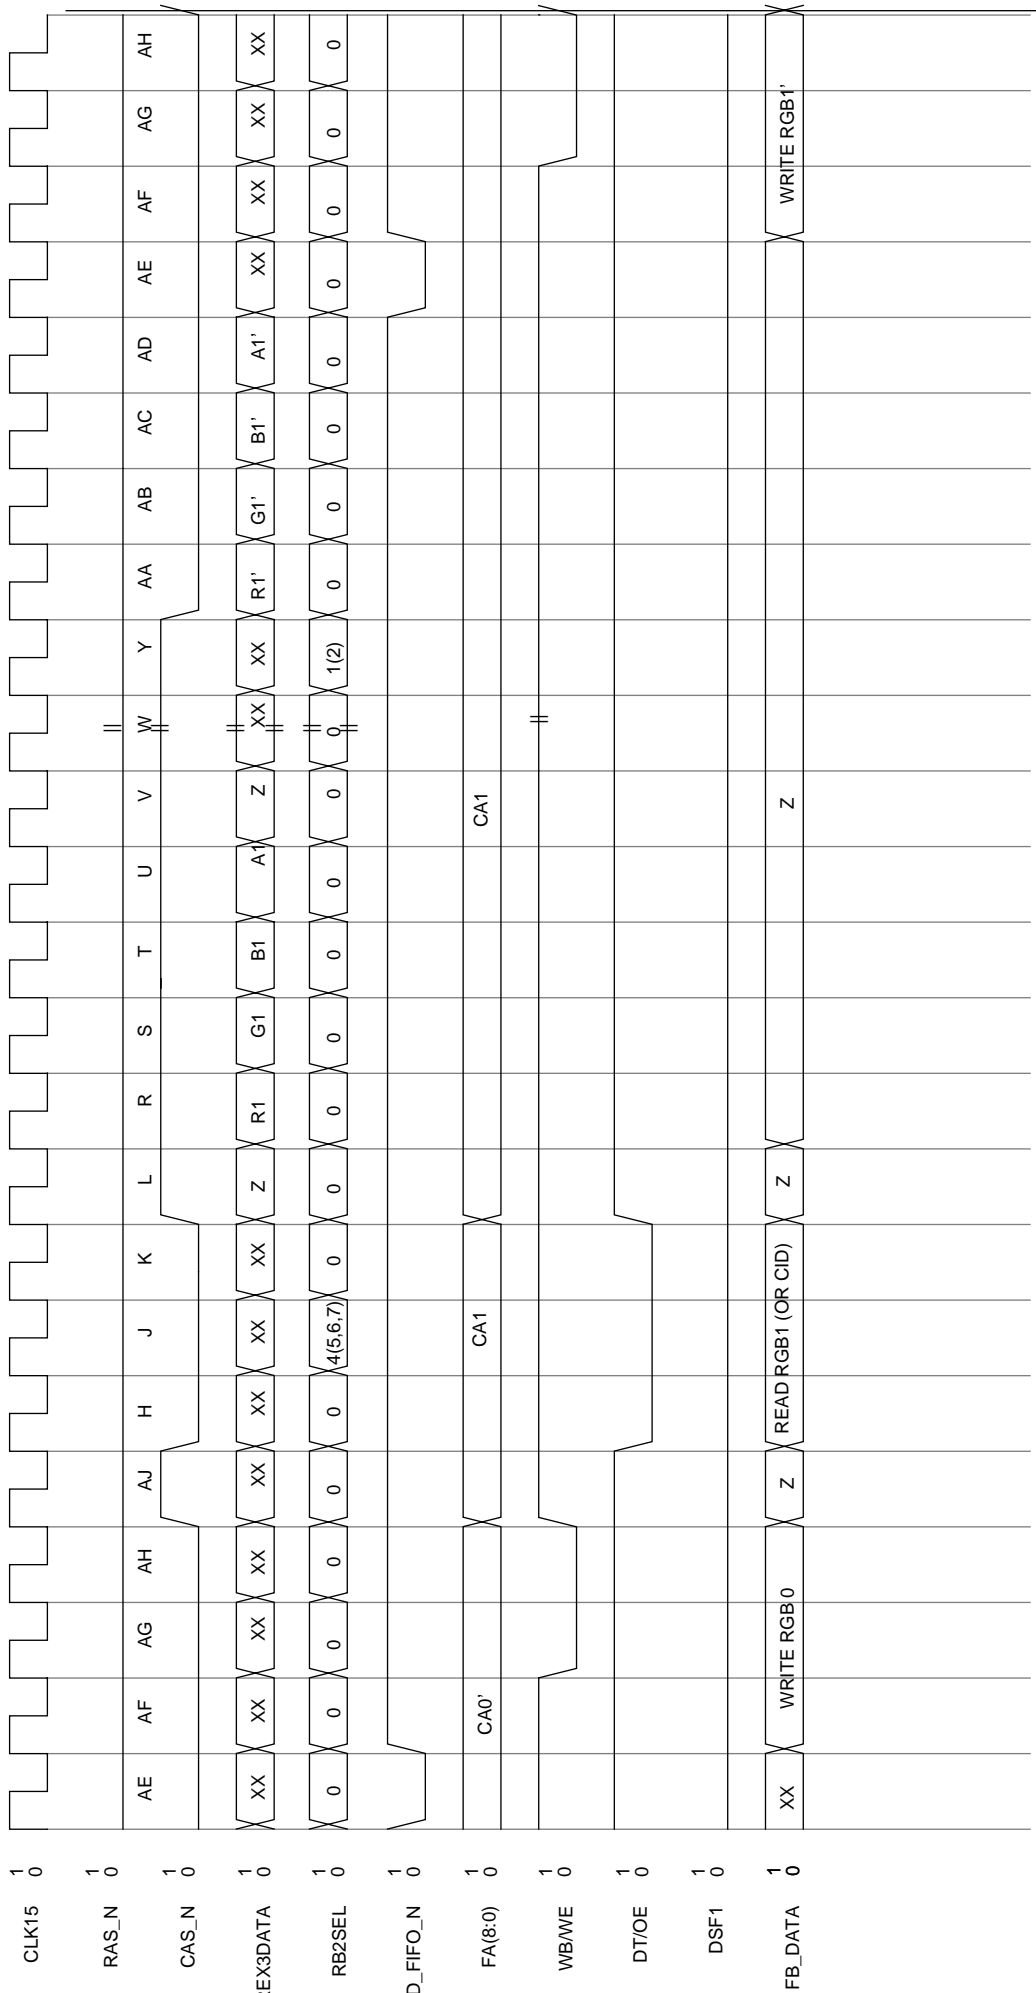 CLK15 1 0
RAS_N 1 0
AE AF AG AH AJ H J K L R S T U V W Y AA AB AC AD AE AF AG AH
CAS_N 1 0
REX3DATA 1 0 XX XX XX XX XX XX XX XX Z R1 G1 B1 A1 Z XX XX R1’ G1’ B1’ A1’ XX XX XX XX
RB2SEL 1 0 0 0 0 0 0 0 4(5,6,7) 0 0 0 0 0 0 0 0 1(2) 0 0 0 0 0 0 0 0
D_FIFO_N 1 0
FA(8:0) 1 0 CA0’ CA1 CA1
WB/WE 1 0
DT/OE 1 0
DSF1 1 0
FB_DATA 1 0 XX WRITE RGB0 Z READ RGB1 (OR CID) Z Z WRITE RGB1’